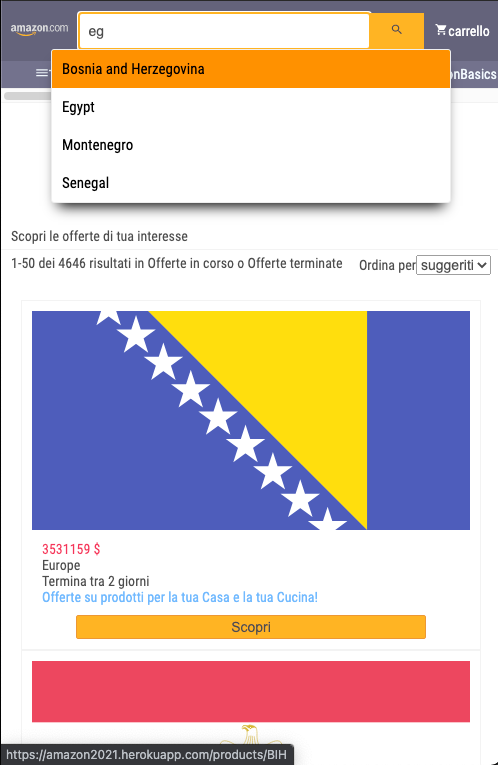 amazon.com
eg
carrello
Bosnia and Herzegovina
onBasics
Egypt
Montenegro
Senegal
Scopri le offerte di tua interesse
1-50 dei 4646 risultati in Offerte in corso o Offerte terminate
Ordina per suggeriti
3531159 $
Europe
Termina tra 2 giorni
Offerte su prodotti per la tua Casa e la tua Cucina!
Scopri
https://amazon2021.herokuapp.com/products/BIH